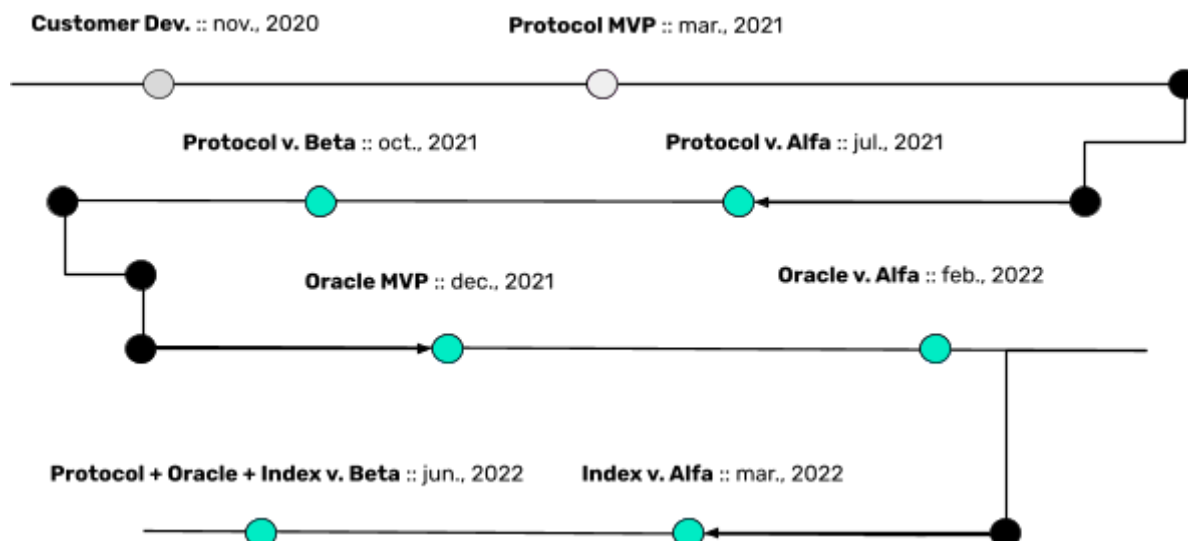 Customer Dev. :: nov., 2020
Protocol MVP :: mar., 2021
Protocol v. Beta :: oct., 2021
Protocol v. Alfa :: jul., 2021
Oracle MVP :: dec., 2021
Oracle v. Alfa :: feb., 2022
Protocol + Oracle + Index v. Beta :: jun., 2022
Index v. Alfa :: mar., 2022